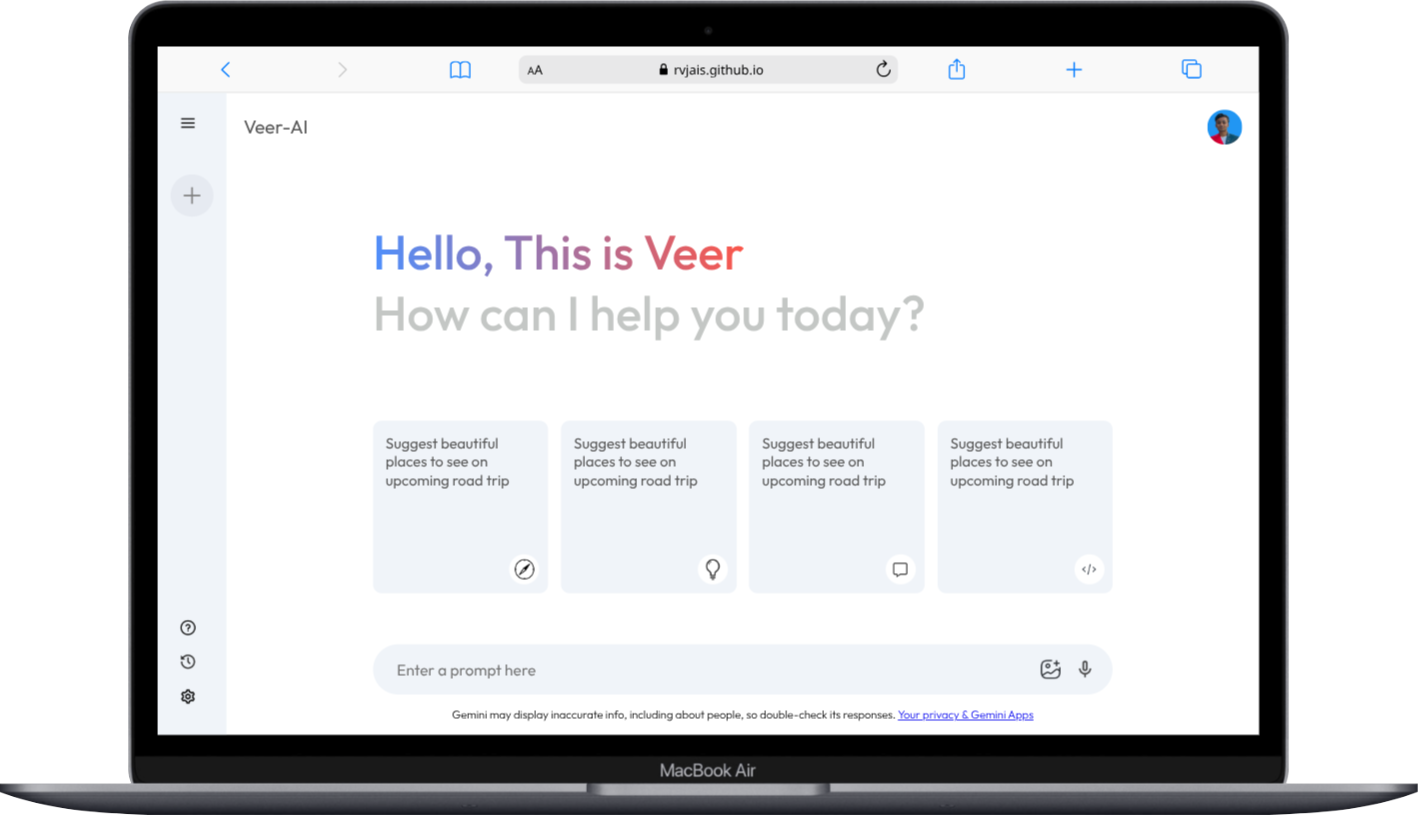 AA
rvjais.github.io
Veer-AI
Hello, This is Veer
How can I help you today?
Suggest beautiful
places to see on
upcoming road trip
Suggest beautiful
places to see on
upcoming road trip
Suggest beautiful
places to see on
upcoming road trip
Suggest beautiful
places to see on
upcoming road trip
Enter a prompt here
Gemini may display inaccurate info, including about people, so double-check its responses. Your privacy & Gemini Apps
MacBook Air